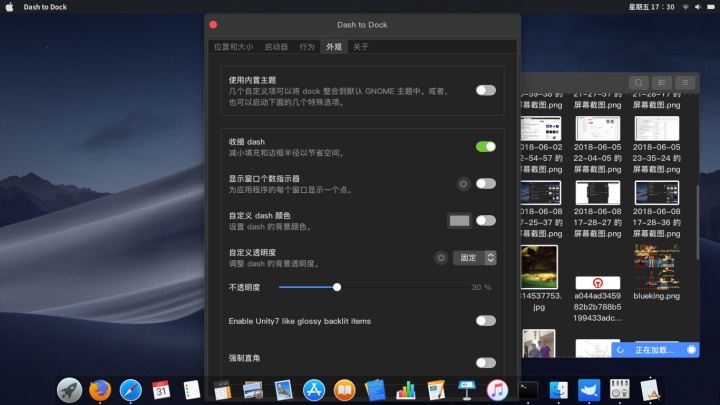 Dash to Dock
星期五 17：30
Dash to Dock
位置和大小 启动器 行为 外观 关于
使用内置主题
几个自定义项可以将 dock 整合到默认 GNOME 主题中。或者，
也可以启动下面的几个特殊选项。
收缩 dash
减小填充和边框半径以节省空间。
显示窗口个数指示器
为应用程序的每个窗口显示一个点。
自定义 dash 颜色
设置 dash 的背景颜色。
自定义透明度
调整 dash 的背景透明度。
固定
不透明度
30 %
Enable Unity7 like glossy backlit items
强制直角
屏幕截图.png 屏幕截图.png 屏幕截图.png
2018-06-02 2018-06-05 2018-06-05
22-54-57 的 22-04-05 的 23-35-24 的
屏幕截图.png 屏幕截图.png 屏幕截图.png
2018-06-08 2018-06-08 2018-06-08
17-25-37 的 17-28-27 的 17-28-36 的
屏幕截图.png 屏幕截图.png 屏幕截图.png
314537753.
jpg
a044ad3459
82b2b788b5
199433adc...
blueking.png
正在加载...
31